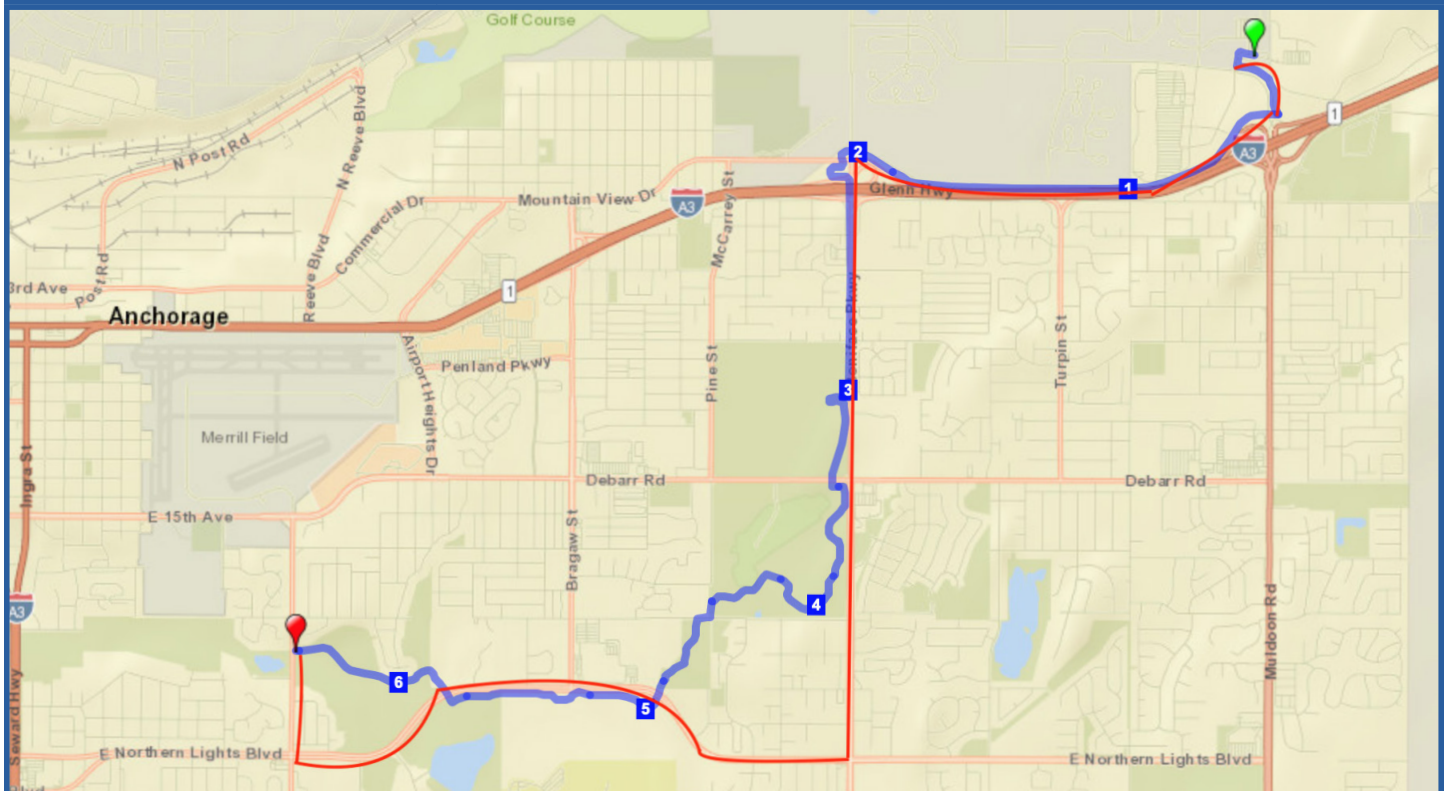 Golf Course
1
N Post Rd
N Reeve Blvd
A3
2
Glenn Hwy
1
Mountain View Dr
A3
McCarrey St
Commercial Dr
Reeve Blvd
Post Rd
3rd Ave
1
Anchorage
Airport Heights Dr
Penland Pkwy
Pine St
3
Turpin St
Merrill Field
Ingra St
Debarr Rd
Debarr Rd
E 15th Ave
Bragaw St
4
A3
Muldoon Rd
6
5
Seward Hwy
E Northern Lights Blvd
E Northern Lights Blvd